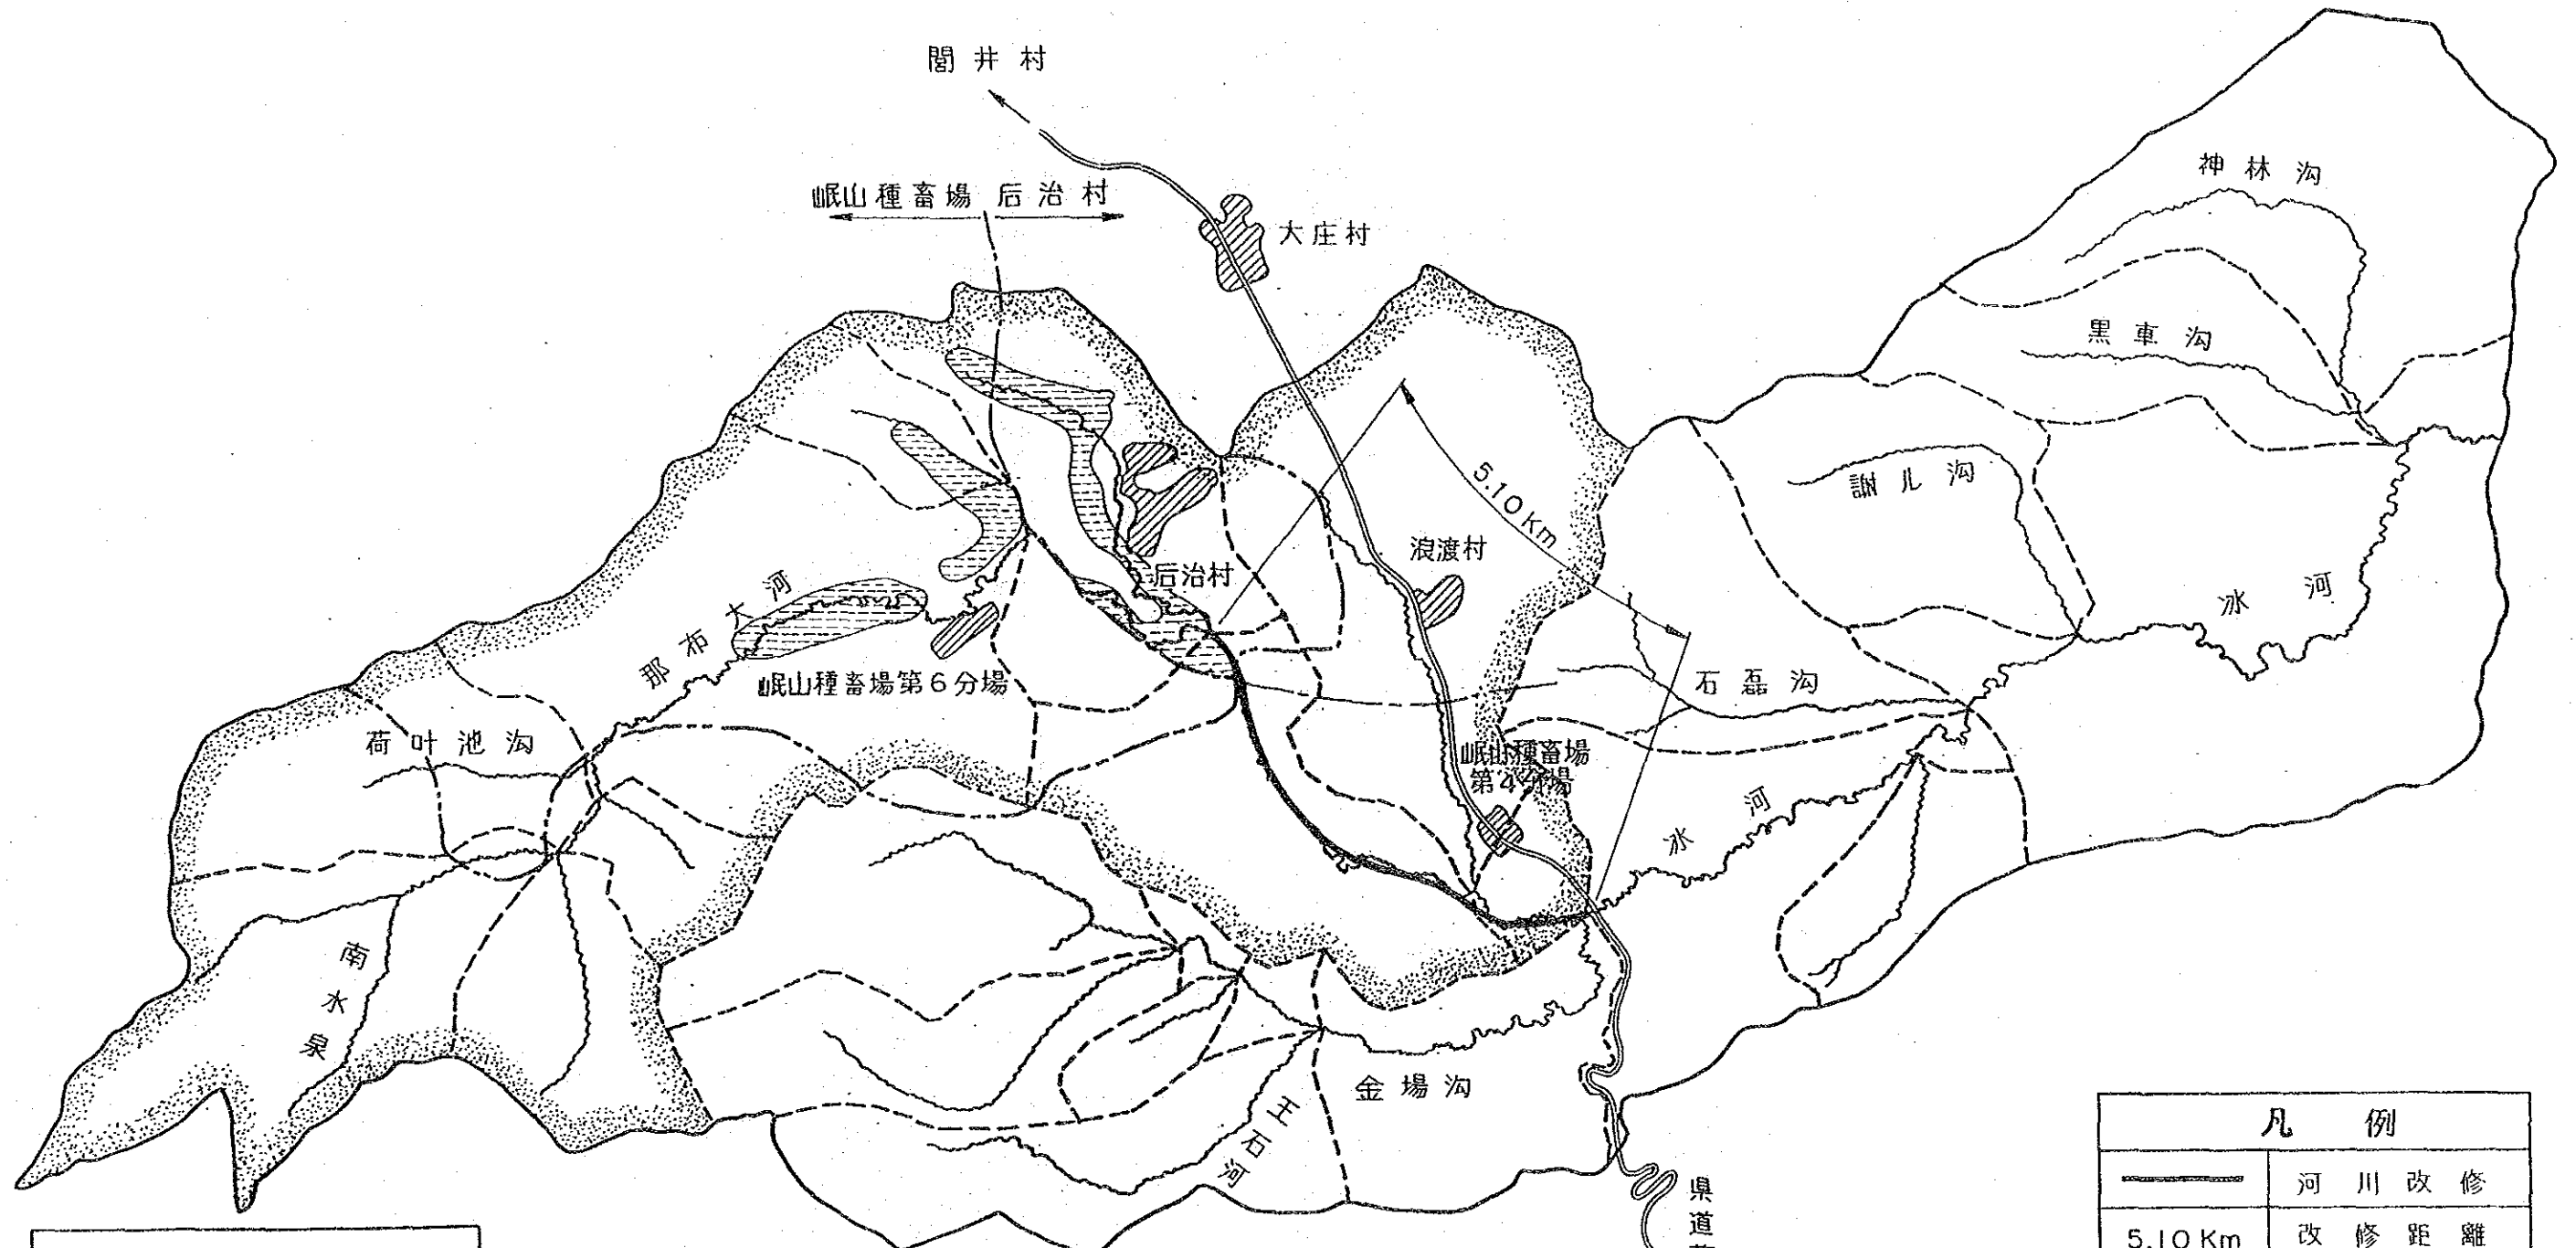 閭井村
岷山種畜場 后治村
大庄村
神林沟
黒車沟
謝儿沟
5.10Km
浪渡村
后治村
冰河
那布大河
岷山種畜場第6分場
石磊沟
荷叶池沟
岷山種畜場
第4分場
冰河
南水泉
金場沟
王石河
県道
凡例
河川改修
5.10Km 改修距離